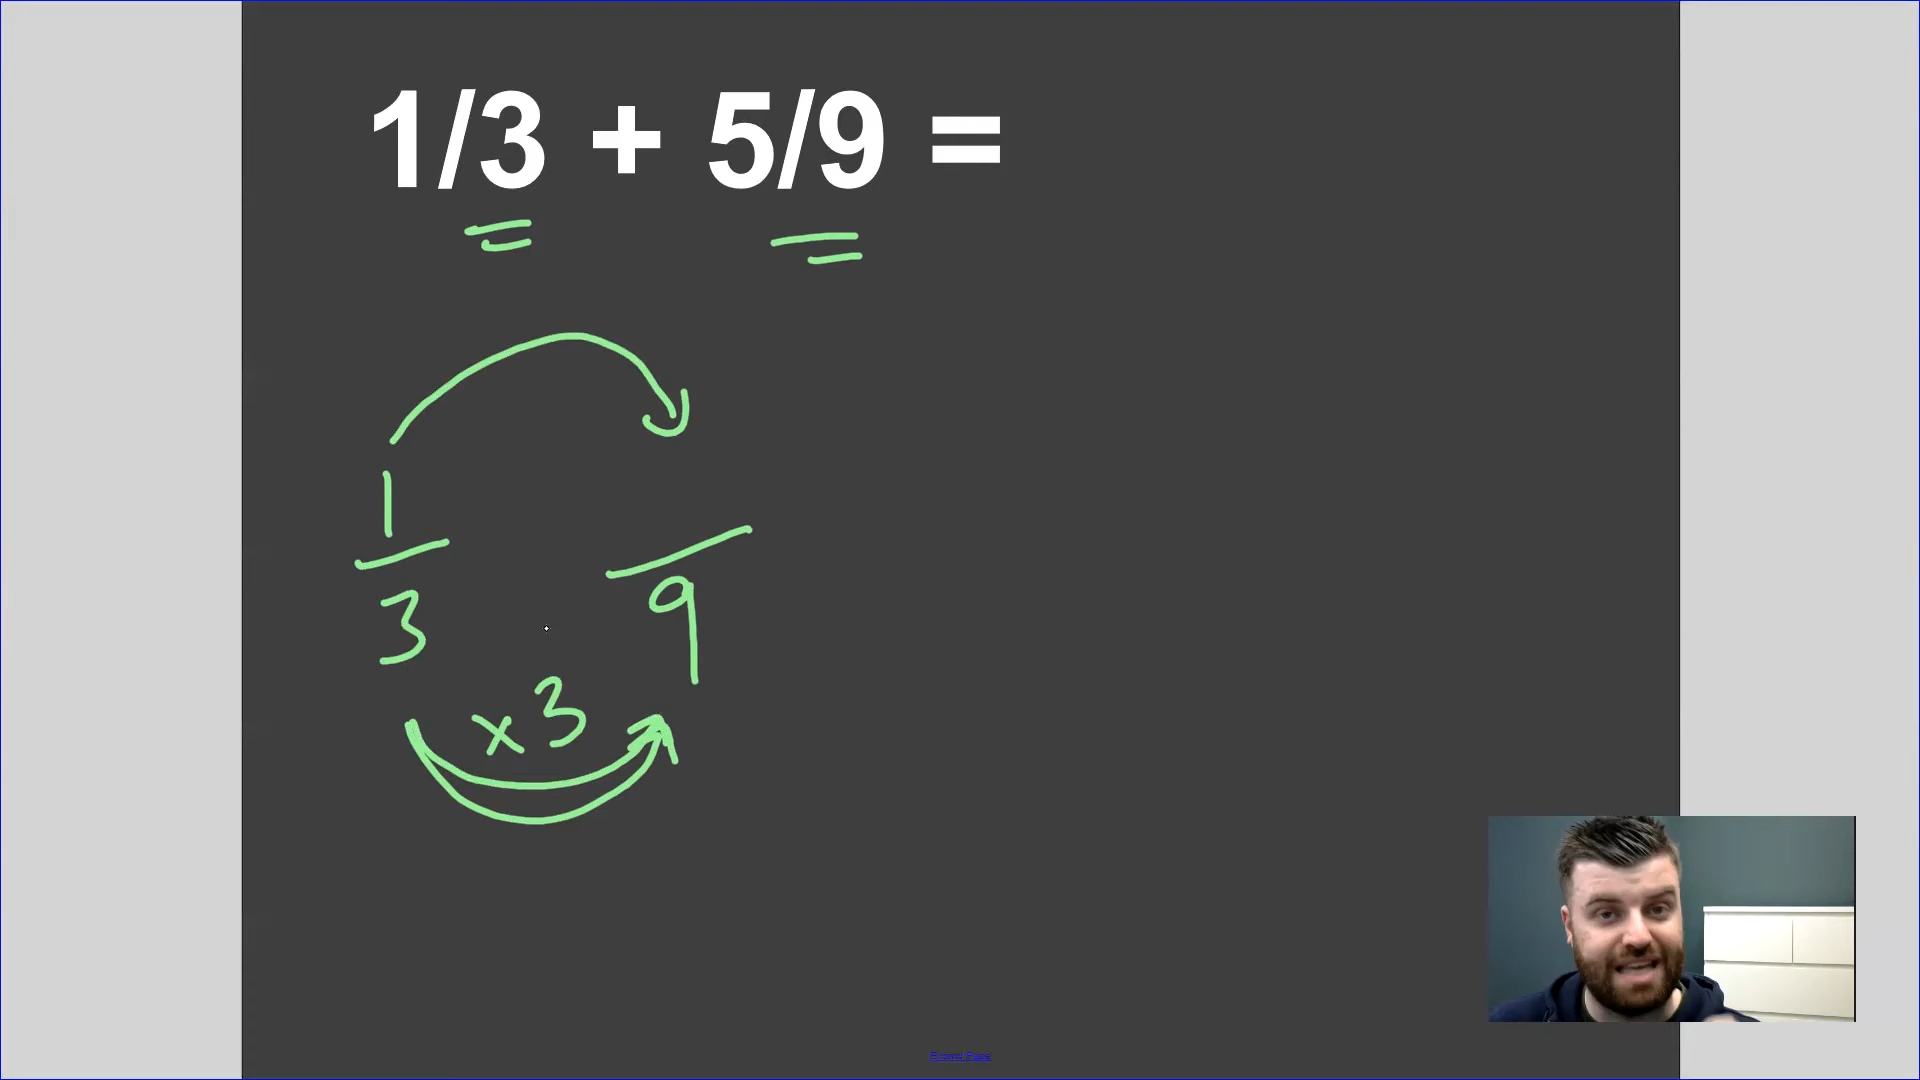 1/3 + 5/9 =
1
3
9
x3